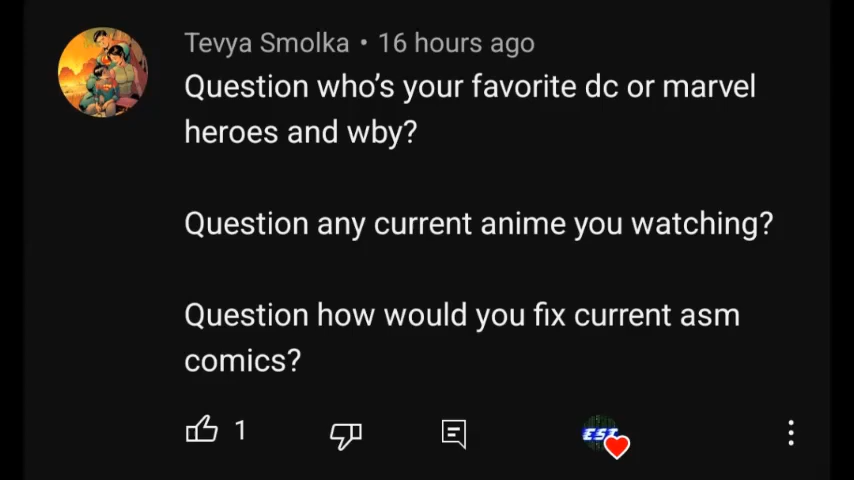 Tevya Smolka • 16 hours ago
Question who's your favorite dc or marvel
heroes and wby?
Question any current anime you watching?
Question how would you fix current asm
comics?
1
EST